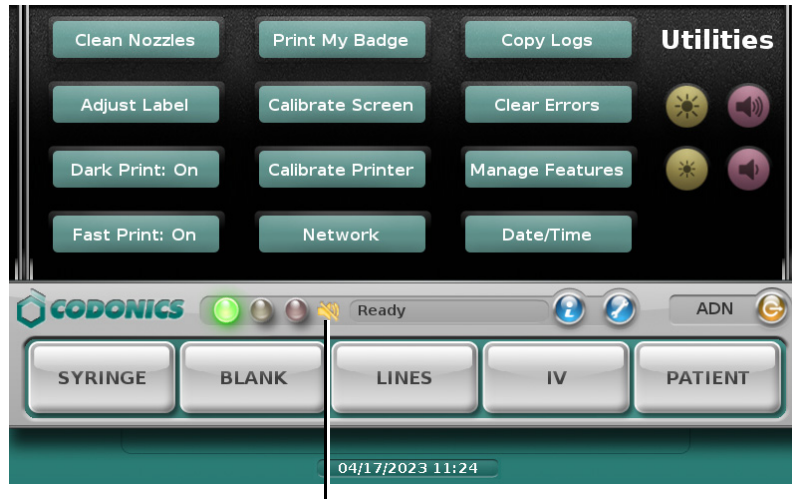 Clean Nozzles Print My Badge Copy Logs Utilities
Adjust Label Calibrate Screen Clear Errors
Dark Print: On Calibrate Printer Manage Features
Fast Print: On Network Date/Time
CODONICS Ready i ADN
SYRINGE BLANK LINES IV PATIENT
04/17/2023 11:24